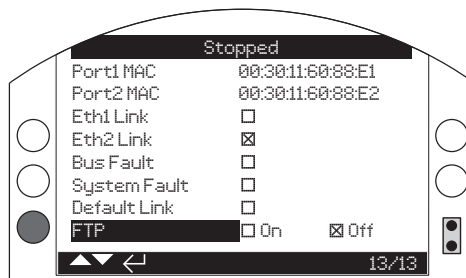 Stopped
Port1 MAC 00:30:11:60:88:E1
Port2 MAC 00:30:11:60:88:E2
Eth1 Link ☐
Eth2 Link ☒
Bus Fault ☐
System Fault ☐
Default Link ☐
FTP ☐ On ☒ Off
13/13